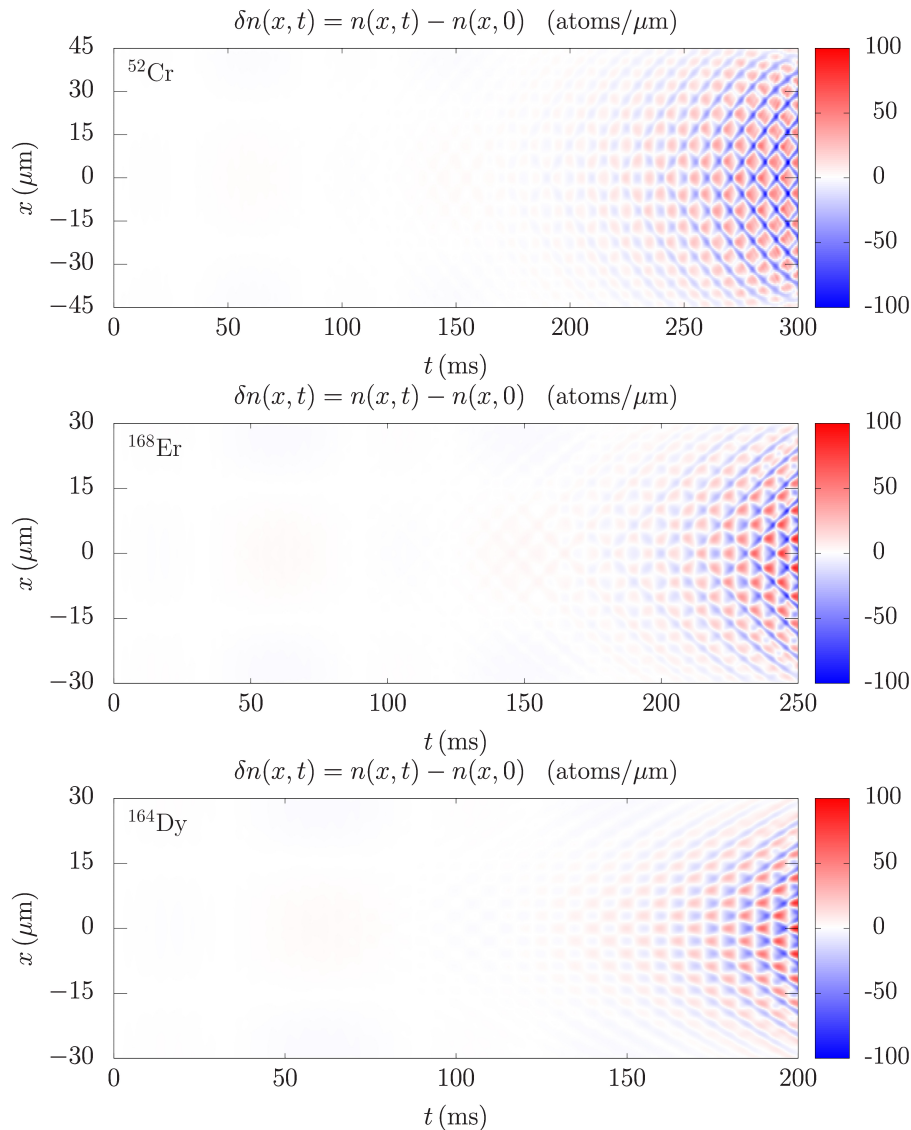 δn(x, t) = n(x, t) − n(x, 0) (atoms/μm)
45
30
15
0
−15
−30
−45
x (μm)
⁵²Cr
100
50
0
-50
-100
0 50 100 150 200 250 300
t (ms)
δn(x, t) = n(x, t) − n(x, 0) (atoms/μm)
30
15
0
−15
−30
x (μm)
¹⁶⁸Er
100
50
0
-50
-100
0 50 100 150 200 250
t (ms)
δn(x, t) = n(x, t) − n(x, 0) (atoms/μm)
30
15
0
−15
−30
x (μm)
¹⁶⁴Dy
100
50
0
-50
-100
0 50 100 150 200
t (ms)